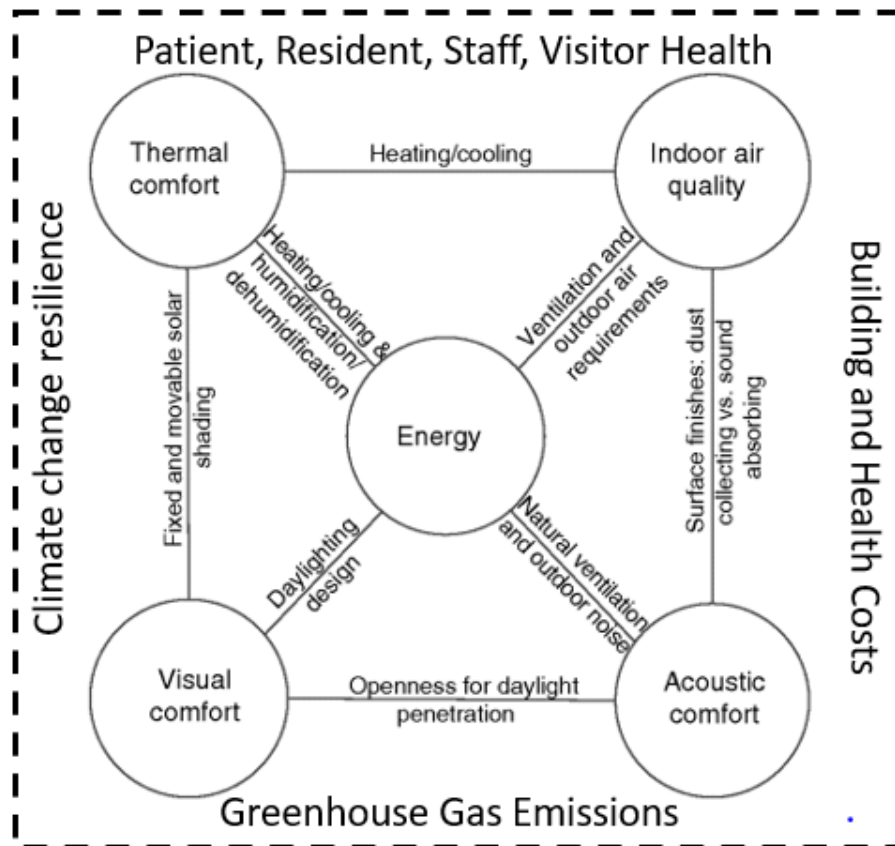 Patient, Resident, Staff, Visitor Health
Thermal
comfort
Heating/cooling
Indoor air
quality
Heating/cooling &
humidification/
dehumidification
Ventilation and
outdoor air
requirements
Climate change resilience
Fixed and movable solar
shading
Energy
Surface finishes: dust
collecting vs. sound
absorbing
Building and Health Costs
Daylighting
design
Natural ventilation
and outdoor noise
Visual
comfort
Openness for daylight
penetration
Acoustic
comfort
Greenhouse Gas Emissions